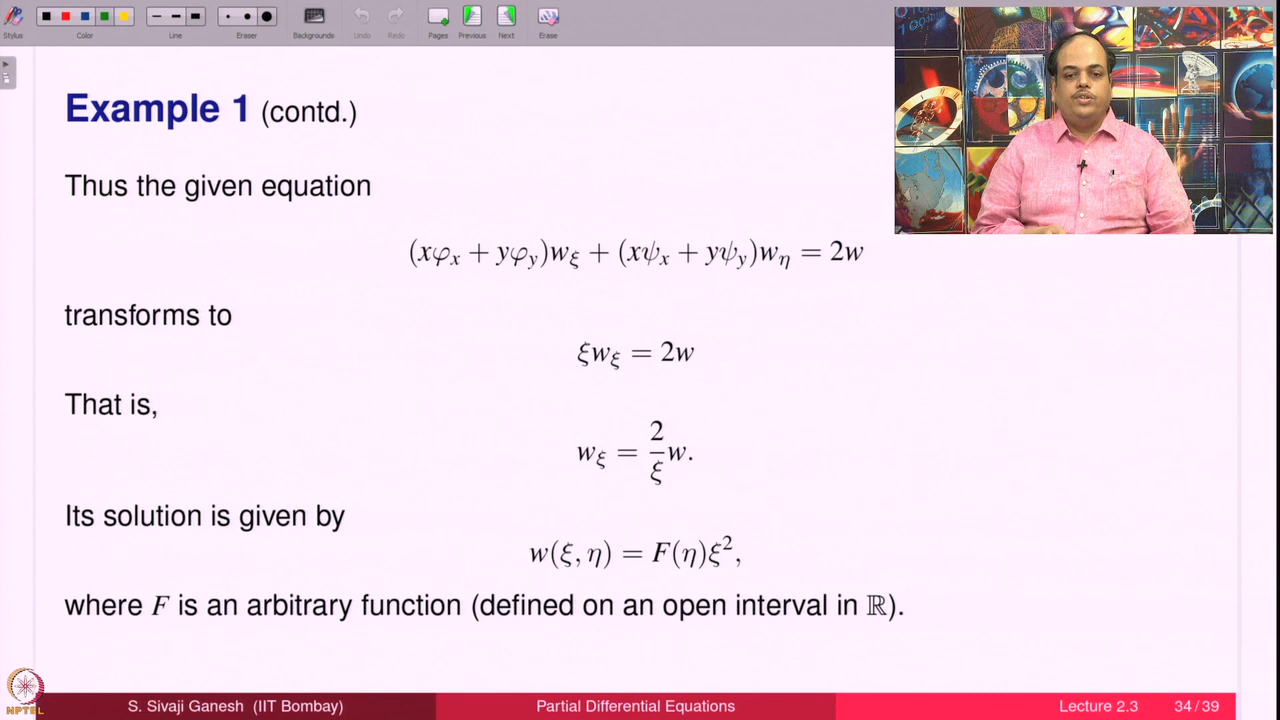 Stylus
Color
Line
Eraser
Backgrounds
Undo
Redo
Pages
Previous
Next
Erase
Example 1 (contd.)
Thus the given equation
(xφₓ + yφ_y)w_ξ + (xψₓ + yψ_y)w_η = 2w
transforms to
ξw_ξ = 2w
That is,
w_ξ = 2/ξ w.
Its solution is given by
w(ξ, η) = F(η)ξ²,
where F is an arbitrary function (defined on an open interval in ℝ).
NPTEL
S. Sivaji Ganesh (IIT Bombay)
Partial Differential Equations
Lecture 2.3
34/39